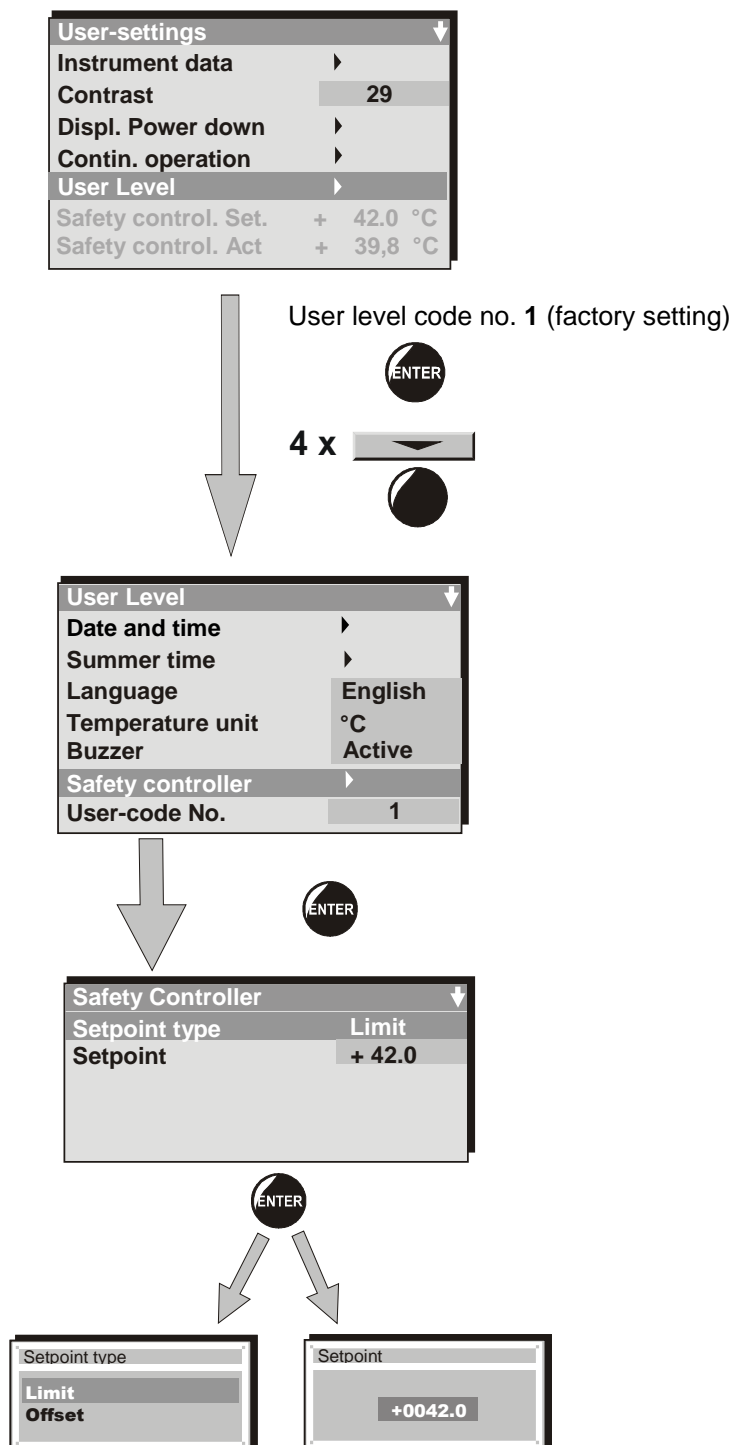 User-settings
Instrument data
Contrast 29
Displ. Power down
Contin. operation
User Level
Safety control. Set. + 42.0 °C
Safety control. Act + 39,8 °C
User level code no. 1 (factory setting)
ENTER
4 x
User Level
Date and time
Summer time
Language English
Temperature unit °C
Buzzer Active
Safety controller
User-code No. 1
ENTER
Safety Controller
Setpoint type Limit
Setpoint + 42.0
ENTER
Setpoint type
Limit
Offset
Setpoint
+0042.0